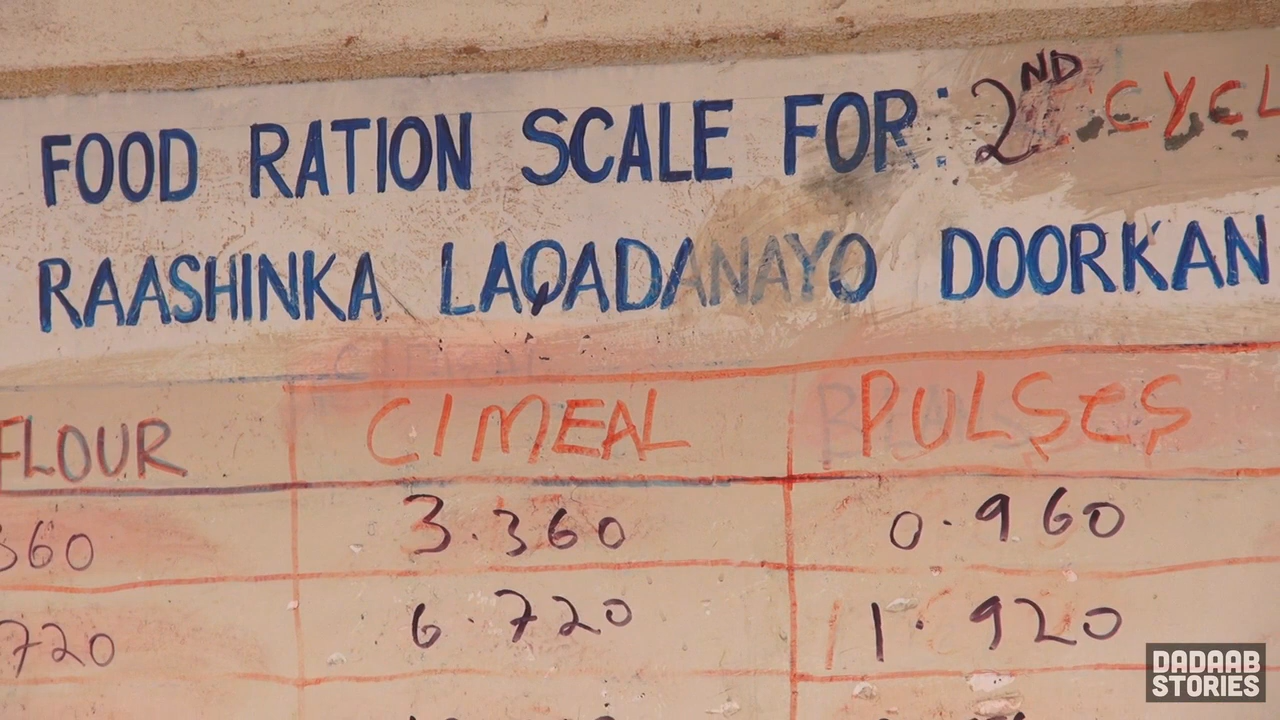 FOOD RATION SCALE FOR: 2ND CYCL
RAASHINKA LAQADANAYO DOORKAN
FLOUR CIMEAL PULSES
360 3.360 0.960
720 6.720 1.920
DADAAB
STORIES